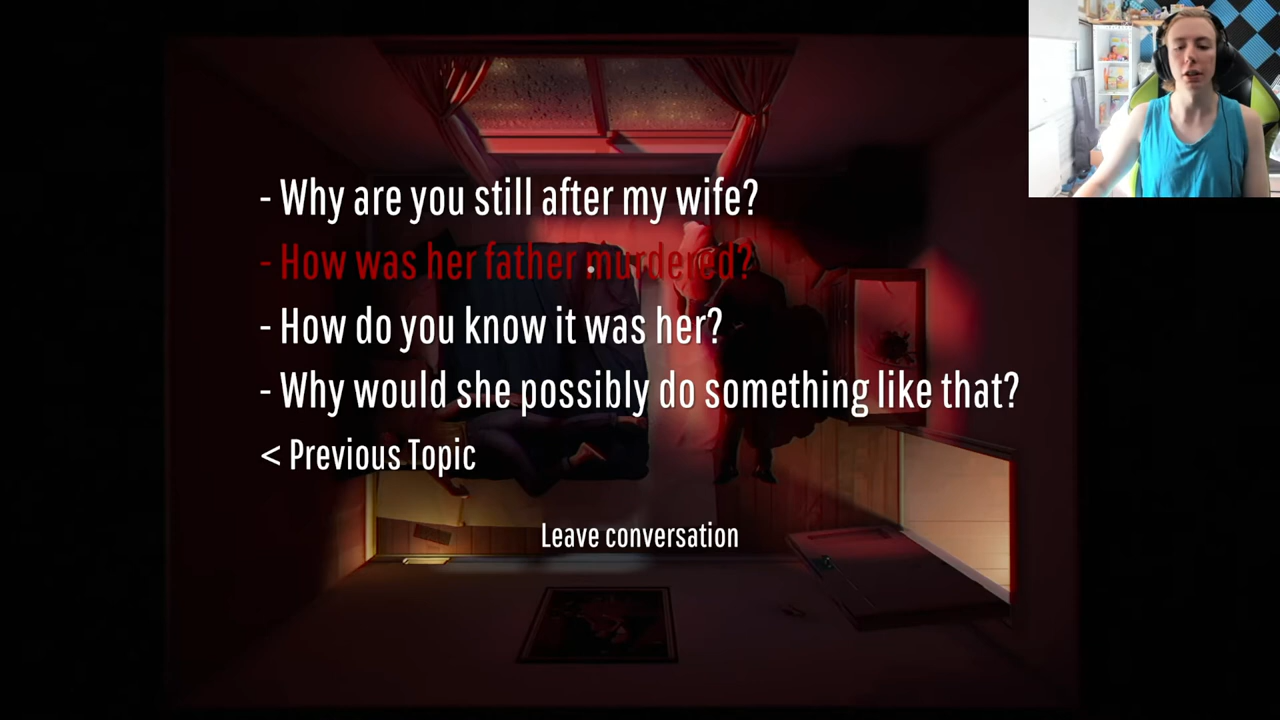 - Why are you still after my wife?
- How was her father murdered?
- How do you know it was her?
- Why would she possibly do something like that?
< Previous Topic
Leave conversation